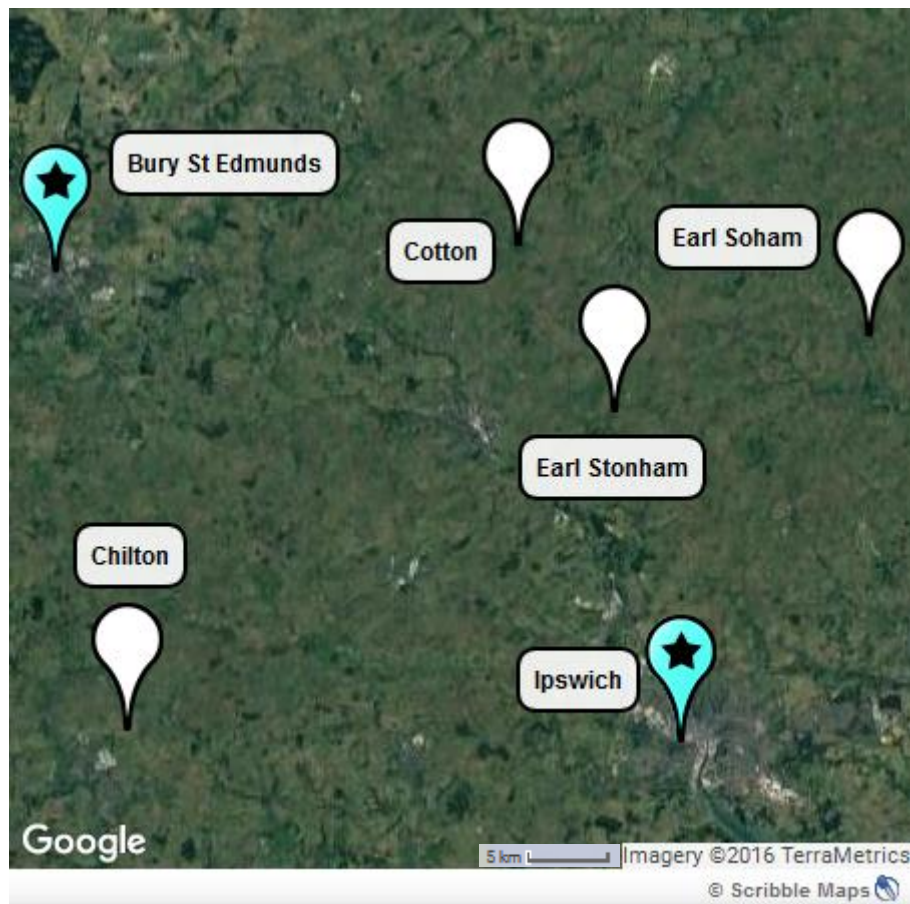 Bury St Edmunds
Earl Soham
Cotton
Earl Stonham
Chilton
Ipswich
Google
5 km
Imagery ©2016 TerraMetrics
© Scribble Maps